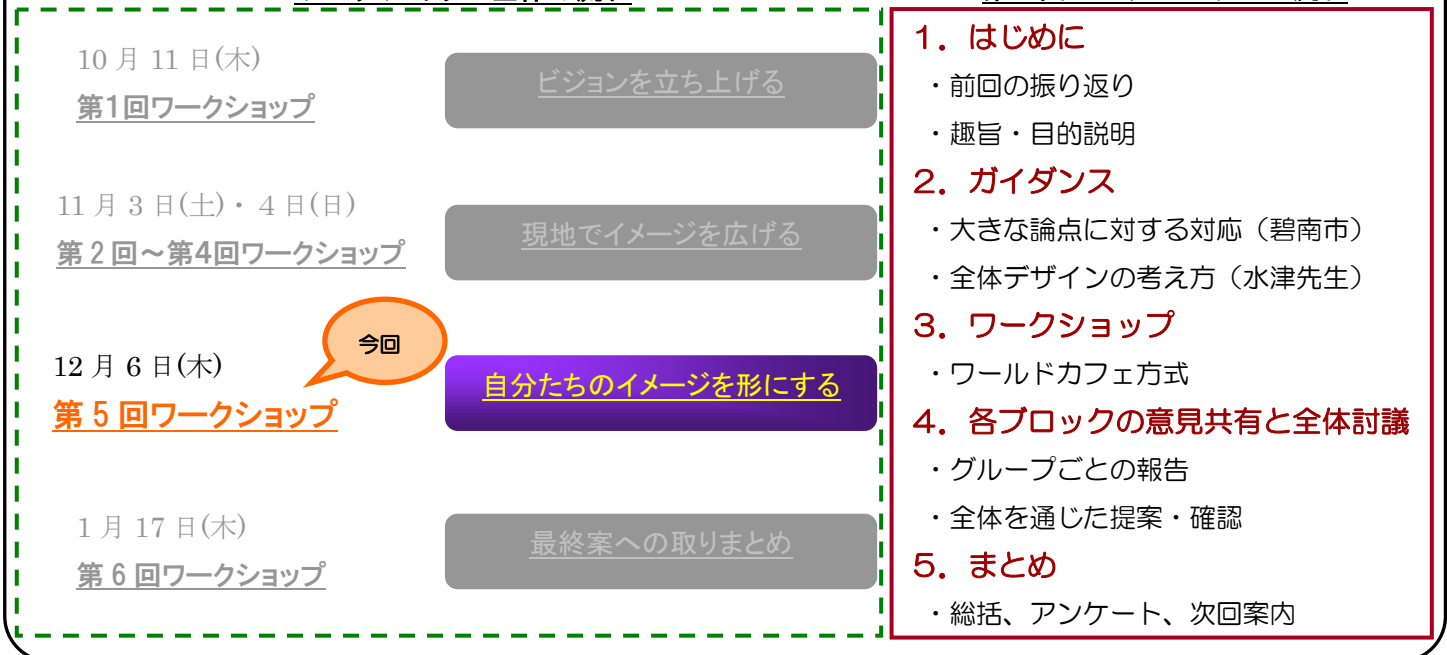 10 月 11 日(木)
第1回ワークショップ
ビジョンを立ち上げる
11 月 3 日(土)・ 4 日(日)
第 2 回～第4回ワークショップ
現地でイメージを広げる
今回
12 月 6 日(木)
第 5 回ワークショップ
自分たちのイメージを形にする
1 月 17 日(木)
第 6 回ワークショップ
最終案への取りまとめ
１．はじめに
・前回の振り返り
・趣旨・目的説明
２．ガイダンス
・大きな論点に対する対応（碧南市）
・全体デザインの考え方（水津先生）
３．ワークショップ
・ワールドカフェ方式
４．各ブロックの意見共有と全体討議
・グループごとの報告
・全体を通じた提案・確認
５．まとめ
・総括、アンケート、次回案内